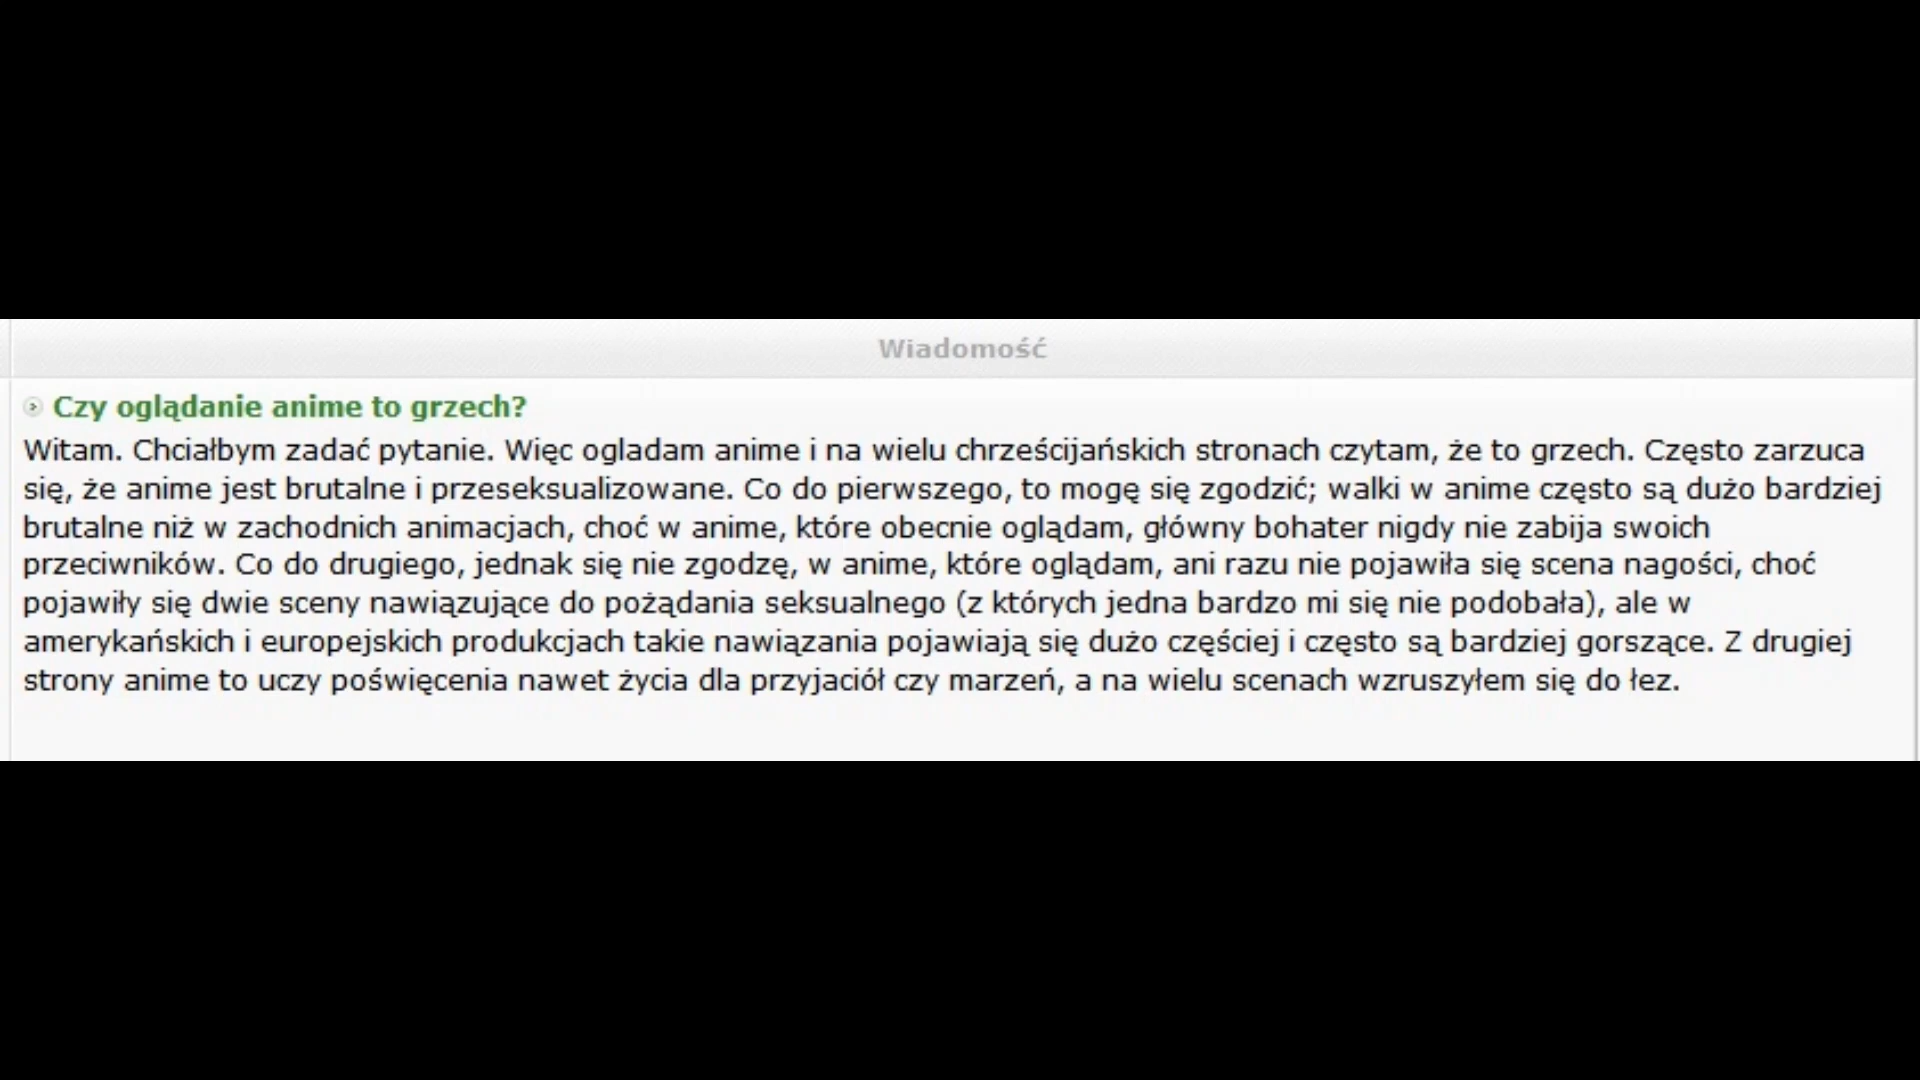 Wiadomość
Czy oglądanie anime to grzech?
Witam. Chciałbym zadać pytanie. Więc ogladam anime i na wielu chrześcijańskich stronach czytam, że to grzech. Często zarzuca
się, że anime jest brutalne i przeseksualizowane. Co do pierwszego, to mogę się zgodzić; walki w anime często są dużo bardziej
brutalne niż w zachodnich animacjach, choć w anime, które obecnie oglądam, główny bohater nigdy nie zabija swoich
przeciwników. Co do drugiego, jednak się nie zgodzę, w anime, które oglądam, ani razu nie pojawiła się scena nagości, choć
pojawiły się dwie sceny nawiązujące do pożądania seksualnego (z których jedna bardzo mi się nie podobała), ale w
amerykańskich i europejskich produkcjach takie nawiązania pojawiają się dużo częściej i często są bardziej gorszące. Z drugiej
strony anime to uczy poświęcenia nawet życia dla przyjaciół czy marzeń, a na wielu scenach wzruszyłem się do łez.